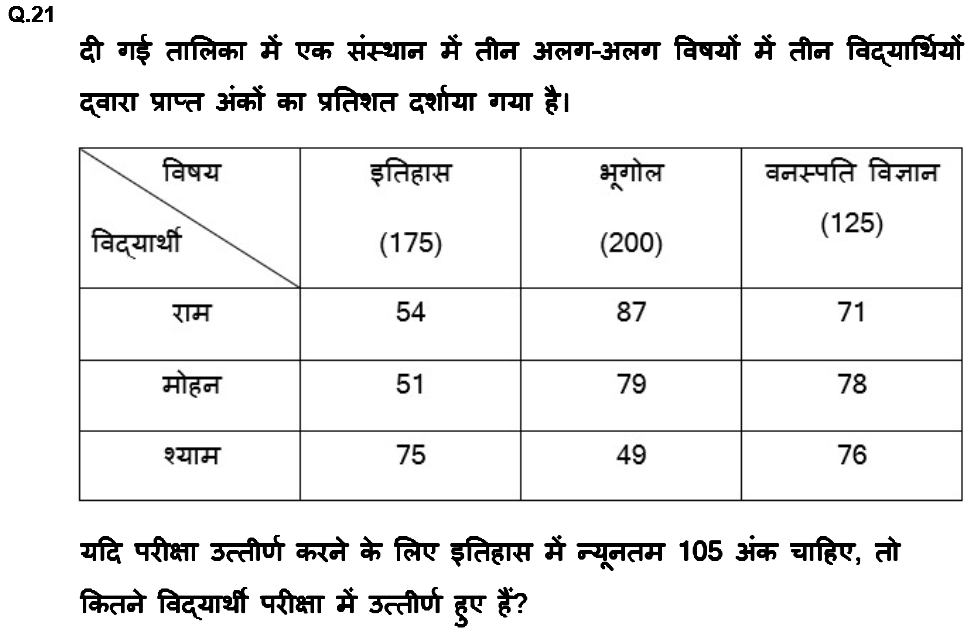 Q.21
दी गई तालिका में एक संस्थान में तीन अलग-अलग विषयों में तीन विद्यार्थियों
द्वारा प्राप्त अंकों का प्रतिशत दर्शाया गया है।
विषय इतिहास भूगोल वनस्पति विज्ञान
विद्यार्थी (175) (200) (125)
राम 54 87 71
मोहन 51 79 78
श्याम 75 49 76
यदि परीक्षा उत्तीर्ण करने के लिए इतिहास में न्यूनतम 105 अंक चाहिए, तो
कितने विद्यार्थी परीक्षा में उत्तीर्ण हुए हैं?